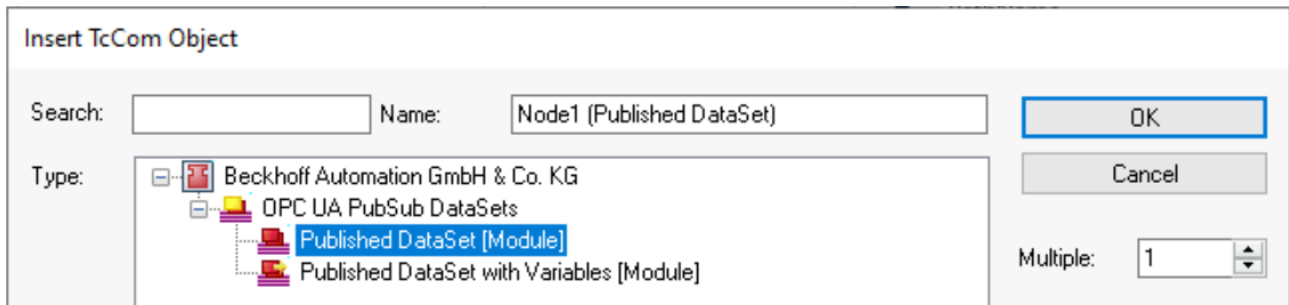 Insert TcCom Object
Search:
Name: Node1 (Published DataSet)
OK
Type:
Beckhoff Automation GmbH & Co. KG
Cancel
OPC UA PubSub DataSets
Published DataSet [Module]
Multiple: 1
Published DataSet with Variables [Module]